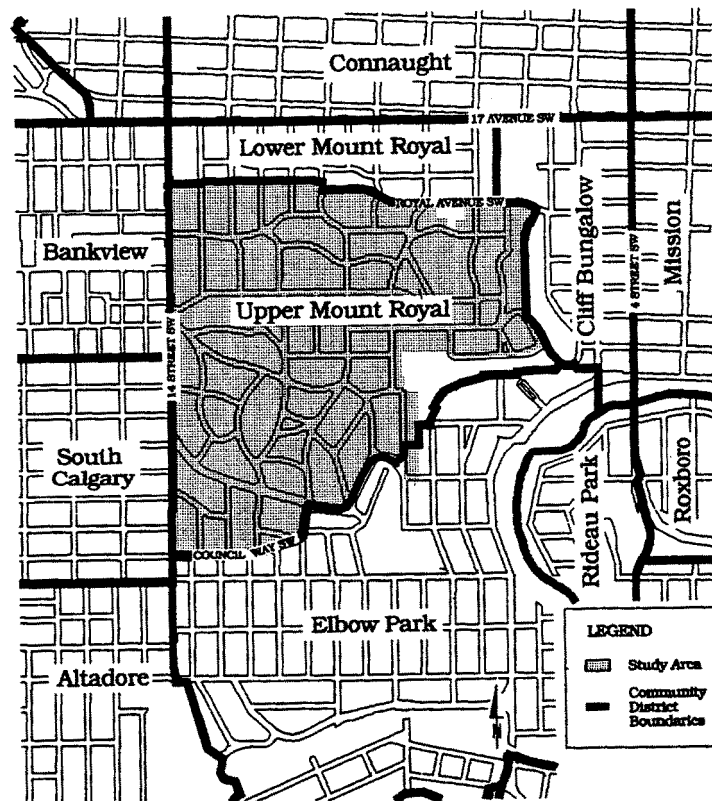 Connaught
17 AVENUE SW
Lower Mount Royal
ROYAL AVENUE SW
Bankview
Cliff Bungalow
Mission
4 STREET SW
Upper Mount Royal
14 STREET SW
South
Calgary
Rideau Park
Roxboro
COUNCIL WAY SW
Elbow Park
Altadore
N
LEGEND
Study Area
Community
District
Boundaries